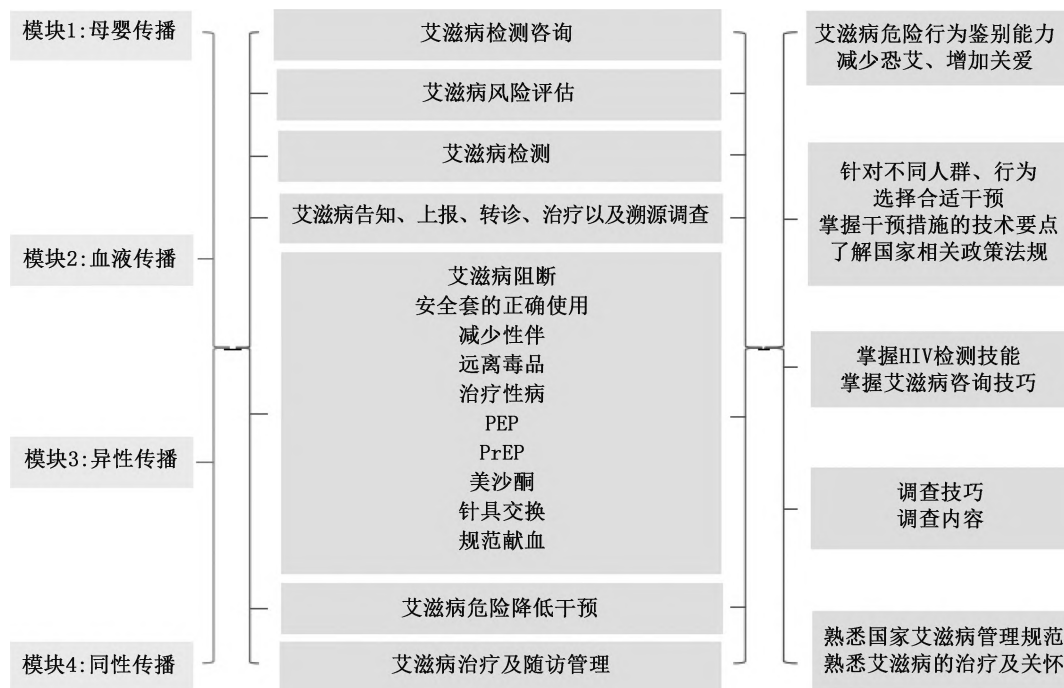 模块1:母婴传播
模块2:血液传播
模块3:异性传播
模块4:同性传播
艾滋病检测咨询
艾滋病风险评估
艾滋病检测
艾滋病告知、上报、转诊、治疗以及溯源调查
艾滋病阻断
安全套的正确使用
减少性伴
远离毒品
治疗性病
PEP
PrEP
美沙酮
针具交换
规范献血
艾滋病危险降低干预
艾滋病治疗及随访管理
艾滋病危险行为鉴别能力
减少恐艾、增加关爱
针对不同人群、行为
选择合适干预
掌握干预措施的技术要点
了解国家相关政策法规
掌握HIV检测技能
掌握艾滋病咨询技巧
调查技巧
调查内容
熟悉国家艾滋病管理规范
熟悉艾滋病的治疗及关怀